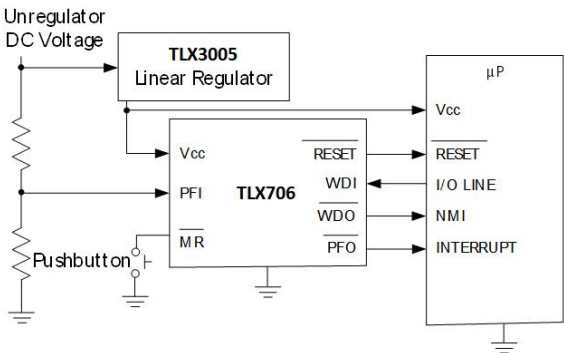 Unregulator
DC Voltage
TLX3005
Linear Regulator
μP
Vcc
Vcc
RESET
RESET
PFI
TLX706
WDI
I/O LINE
WDO
NMI
MR
PFO
INTERRUPT
Pushbutton